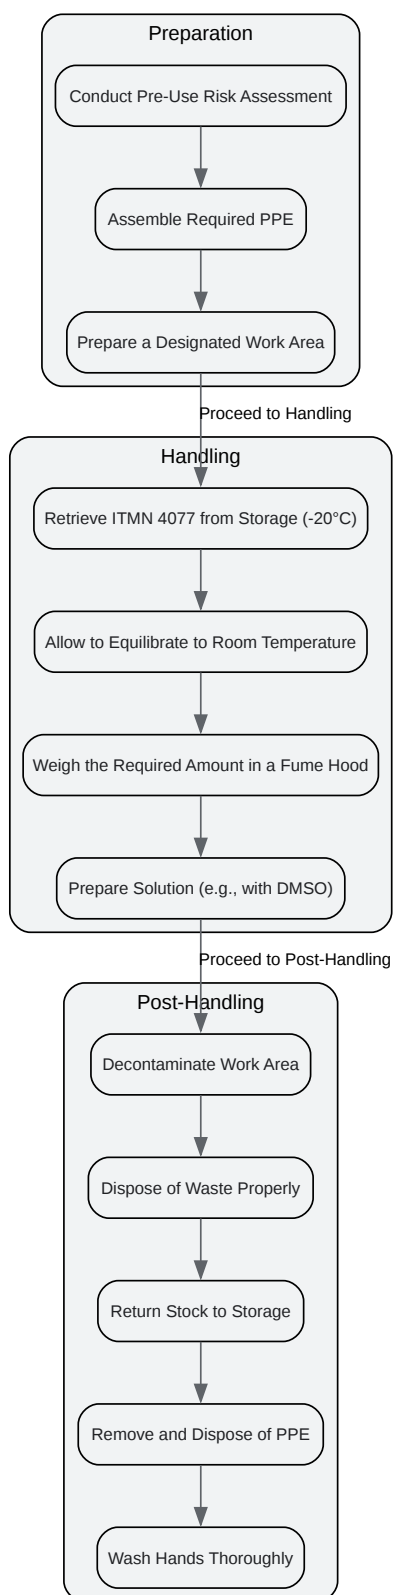 Preparation
Conduct Pre-Use Risk Assessment
Assemble Required PPE
Prepare a Designated Work Area
Proceed to Handling
Handling
Retrieve ITMN 4077 from Storage (-20°C)
Allow to Equilibrate to Room Temperature
Weigh the Required Amount in a Fume Hood
Prepare Solution (e.g., with DMSO)
Proceed to Post-Handling
Post-Handling
Decontaminate Work Area
Dispose of Waste Properly
Return Stock to Storage
Remove and Dispose of PPE
Wash Hands Thoroughly